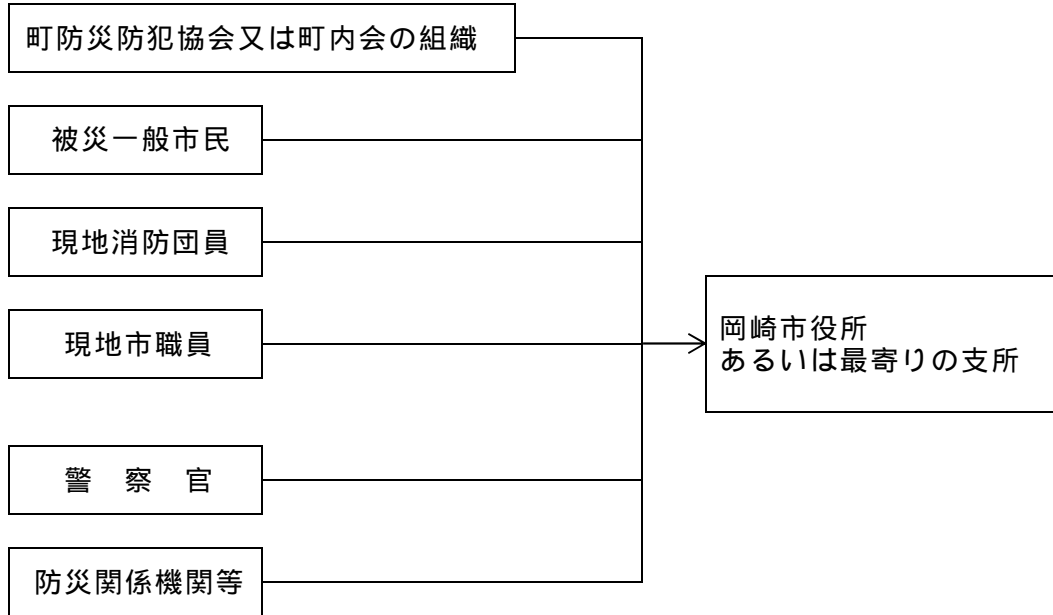 町防災防犯協会又は町内会の組織
被災一般市民
現地消防団員
現地市職員
岡崎市役所
あるいは最寄りの支所
警　察　官
防災関係機関等